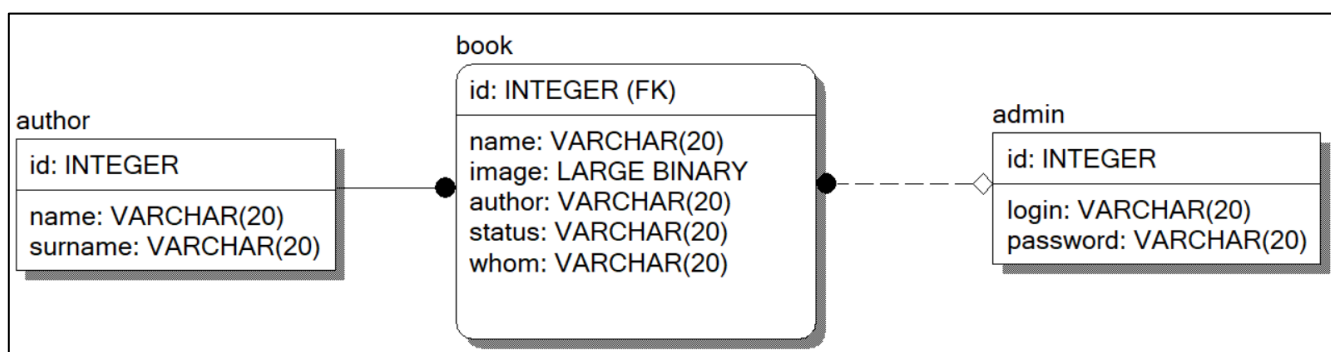 author
id: INTEGER
name: VARCHAR(20)
surname: VARCHAR(20)
book
id: INTEGER (FK)
name: VARCHAR(20)
image: LARGE BINARY
author: VARCHAR(20)
status: VARCHAR(20)
whom: VARCHAR(20)
admin
id: INTEGER
login: VARCHAR(20)
password: VARCHAR(20)